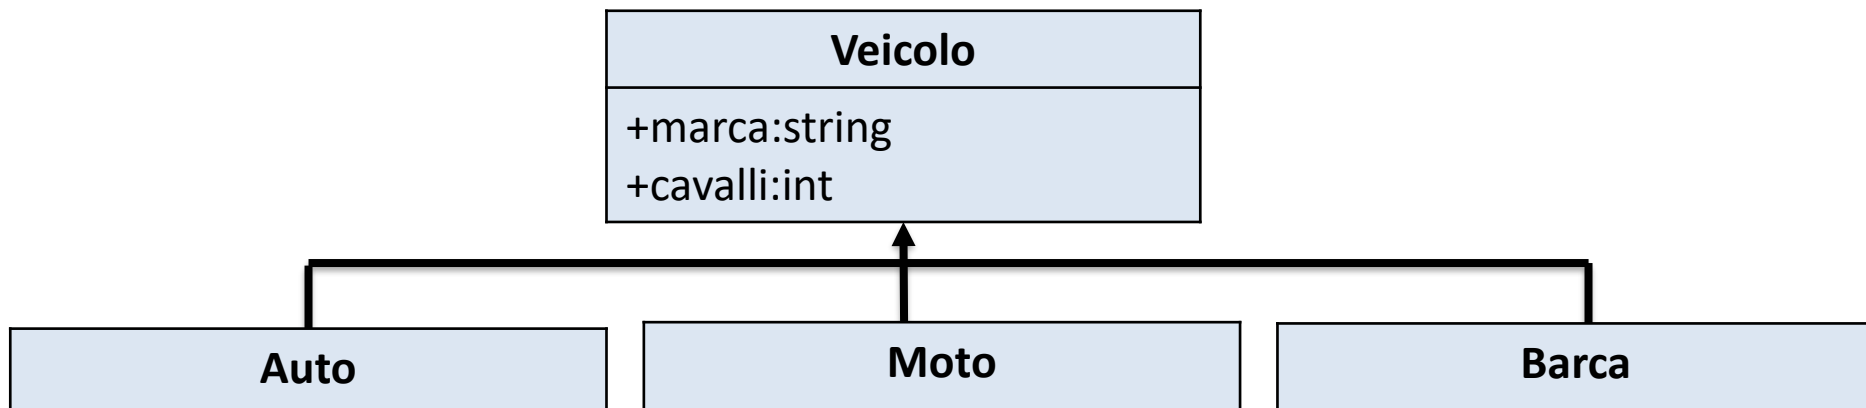 Veicolo
+marca:string
+cavalli:int
Auto
Moto
Barca